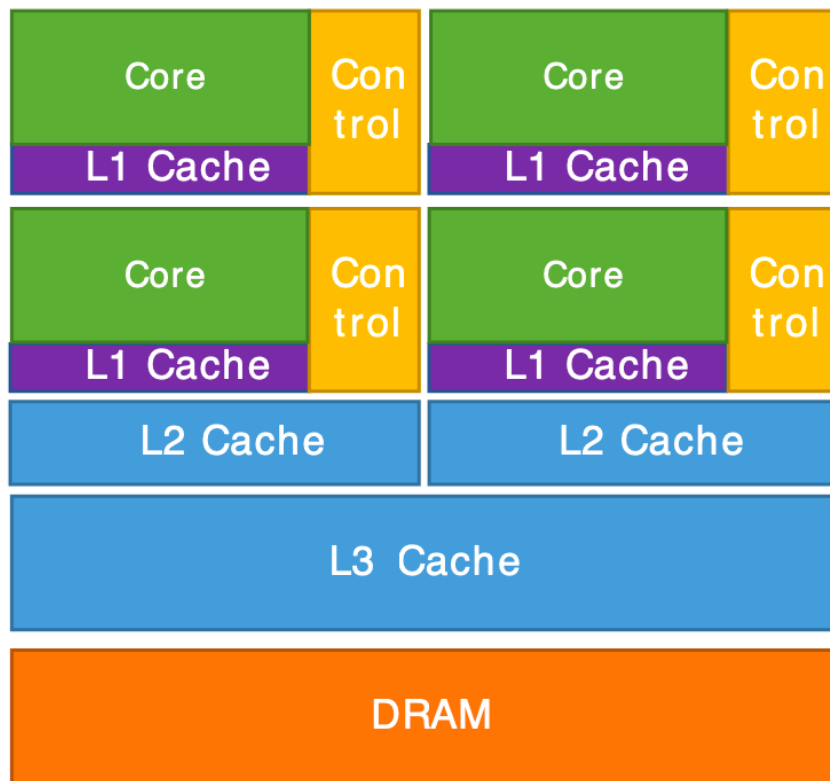 Core
Con
trol
L1 Cache
Core
Con
trol
L1 Cache
Core
Con
trol
L1 Cache
Core
Con
trol
L1 Cache
L2 Cache
L2 Cache
L3 Cache
DRAM